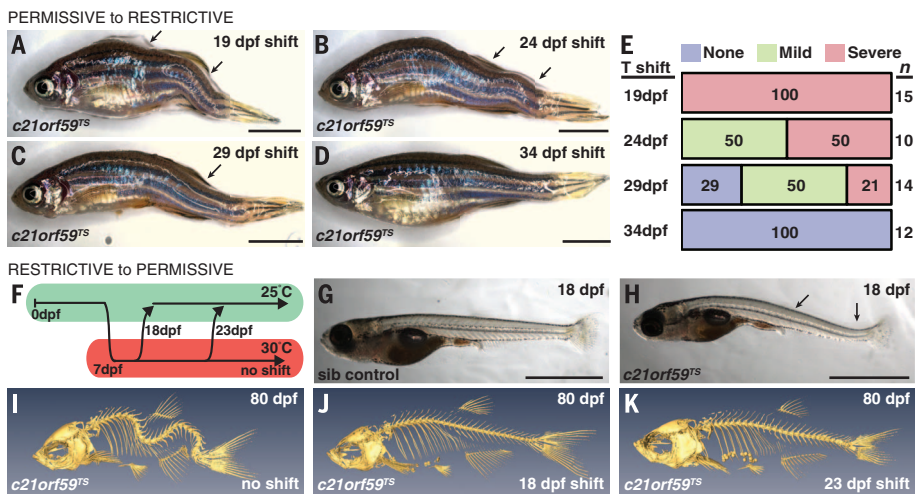 PERMISSIVE to RESTRICTIVE
A
19 dpf shift
c21orf59TS
B
24 dpf shift
c21orf59TS
C
29 dpf shift
c21orf59TS
D
34 dpf shift
c21orf59TS
E
None Mild Severe
T shift n
19dpf 100 15
24dpf 50 50 10
29dpf 29 50 21 14
34dpf 100 12
RESTRICTIVE to PERMISSIVE
F
25°C
0dpf
18dpf 23dpf
30°C
7dpf no shift
G
18 dpf
sib control
H
18 dpf
c21orf59TS
I
80 dpf
c21orf59TS no shift
J
80 dpf
c21orf59TS 18 dpf shift
K
80 dpf
c21orf59TS 23 dpf shift